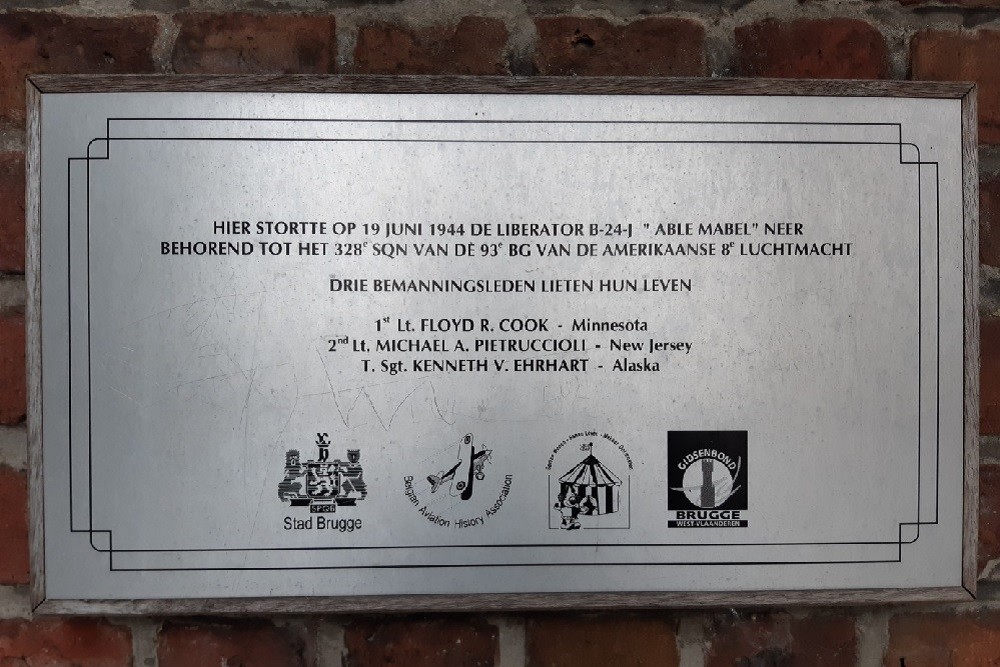 HIER STORTTE OP 19 JUNI 1944 DE LIBERATOR B-24-J " ABLE MABEL" NEER
BEHOREND TOT HET 328e SQN VAN DE 93e BG VAN DE AMERIKAANSE 8e LUCHTMACHT
DRIE BEMANNINGSLEDEN LIETEN HUN LEVEN
1st Lt. FLOYD R. COOK - Minnesota
2nd Lt. MICHAEL A. PIETRUCCIOLI - New Jersey
T. Sgt. KENNETH V. EHRHART - Alaska
SPQB
Stad Brugge
Belgian Aviation History Association
GIDSENBOND
BRUGGE
WEST-VLAANDEREN